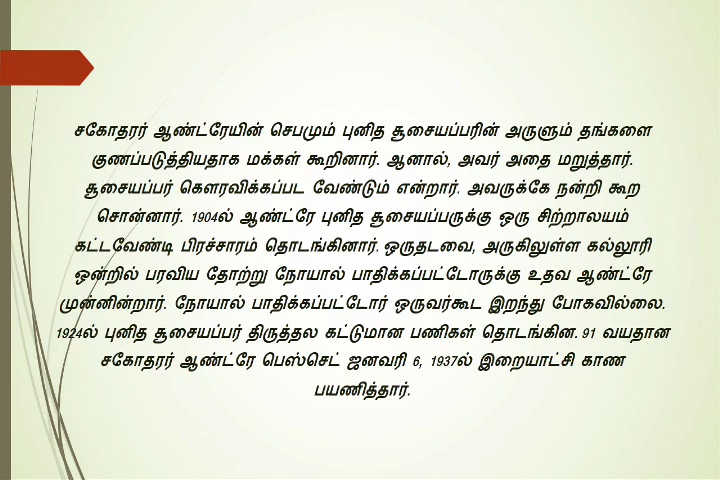 சகோதரர் ஆண்ட்ரேயின் செபமும் புனித சூசையப்பரின் அருளும் தங்களை
குணப்படுத்தியதாக மக்கள் கூறினார். ஆனால், அவர் அதை மறுத்தார்.
சூசையப்பர் கௌரவிக்கப்பட வேண்டும் என்றார். அவருக்கே நன்றி கூற
சொன்னார். 1904ல் ஆண்ட்ரே புனித சூசையப்பருக்கு ஒரு சிற்றாலயம்
கட்டவேண்டி பிரச்சாரம் தொடங்கினார். ஒருதடவை, அருகிலுள்ள கல்லூரி
ஒன்றில் பரவிய தோற்று நோயால் பாதிக்கப்பட்டோருக்கு உதவ ஆண்ட்ரே
முன்னின்றார். நோயால் பாதிக்கப்பட்டோர் ஒருவர்கூட இறந்து போகவில்லை.
1924ல் புனித சூசையப்பர் திருத்தல கட்டுமான பணிகள் தொடங்கின. 91 வயதான
சகோதரர் ஆண்ட்ரே பெஸ்செட் ஜனவரி 6, 1937ல் இறையாட்சி காண
பயணித்தார்.